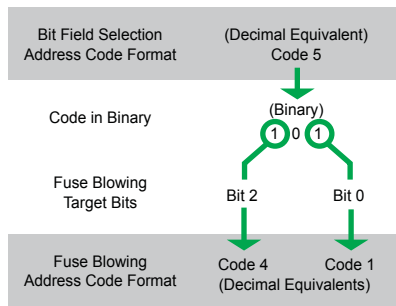 Bit Field Selection
Address Code Format
(Decimal Equivalent)
Code 5
Code in Binary
(Binary)
1 0 1
Fuse Blowing
Target Bits
Bit 2
Bit 0
Fuse Blowing
Address Code Format
Code 4
Code 1
(Decimal Equivalents)